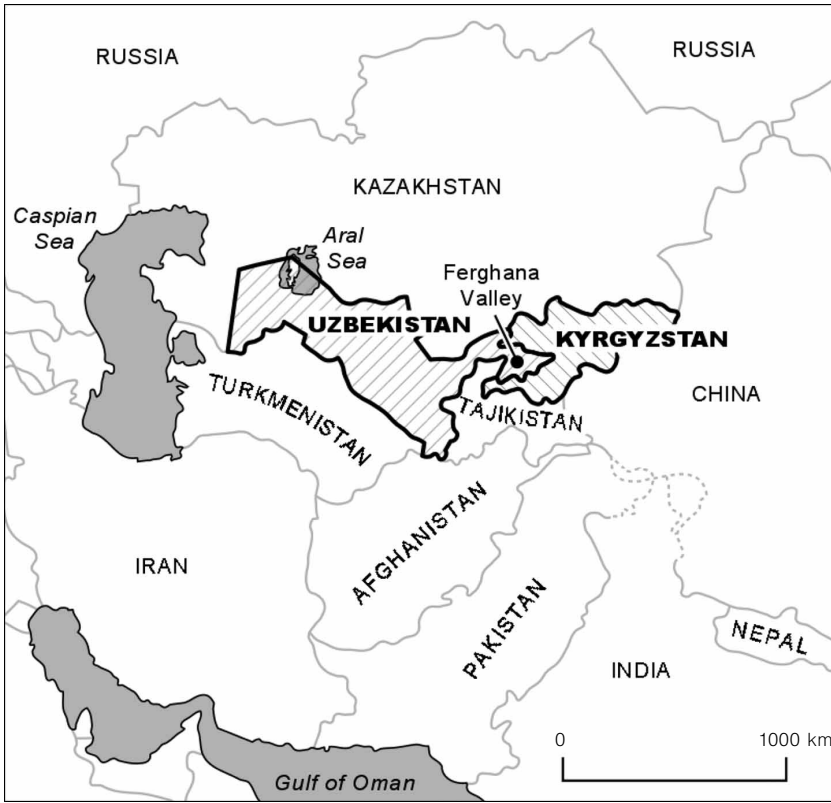 RUSSIA
RUSSIA
KAZAKHSTAN
Caspian
Sea
Aral
Sea
Ferghana
Valley
UZBEKISTAN
KYRGYZSTAN
TURKMENISTAN
TAJIKISTAN
CHINA
AFGHANISTAN
IRAN
PAKISTAN
NEPAL
INDIA
0 1000 km
Gulf of Oman